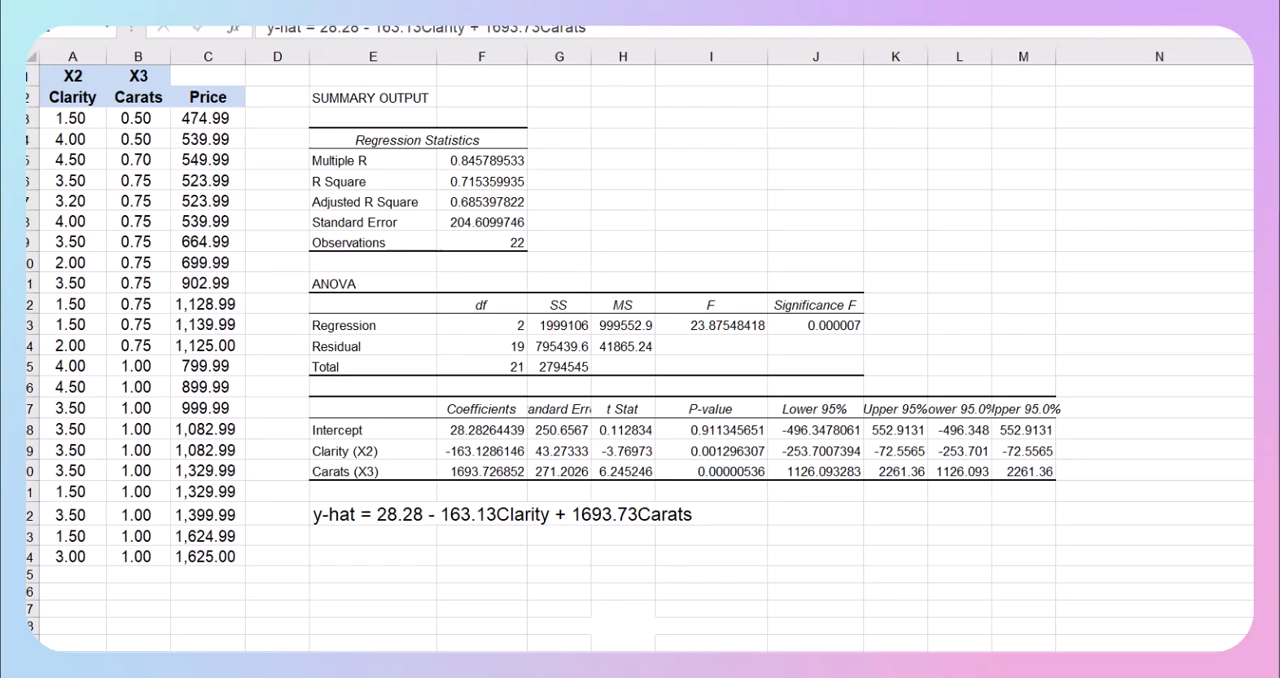 y-hat = 28.28 - 163.13Clarity + 1693.73Carats
A B C D E F G H I J K L M N
X2 X3
Clarity Carats Price SUMMARY OUTPUT
1.50 0.50 474.99
4.00 0.50 539.99 Regression Statistics
4.50 0.70 549.99 Multiple R 0.845789533
3.50 0.75 523.99 R Square 0.715359935
3.20 0.75 523.99 Adjusted R Square 0.685397822
4.00 0.75 539.99 Standard Error 204.6099746
3.50 0.75 664.99 Observations 22
2.00 0.75 699.99
3.50 0.75 902.99 ANOVA
1.50 0.75 1,128.99 df SS MS F Significance F
1.50 0.75 1,139.99 Regression 2 1999106 999552.9 23.87548418 0.000007
2.00 0.75 1,125.00 Residual 19 795439.6 41865.24
4.00 1.00 799.99 Total 21 2794545
4.50 1.00 899.99
3.50 1.00 999.99 Coefficients andard Erro t Stat P-value Lower 95% Upper 95% ower 95.0% pper 95.0%
3.50 1.00 1,082.99 Intercept 28.28264439 250.6567 0.112834 0.911345651 -496.3478061 552.9131 -496.348 552.9131
3.50 1.00 1,082.99 Clarity (X2) -163.1286146 43.27333 -3.76973 0.001296307 -253.7007394 -72.5565 -253.701 -72.5565
3.50 1.00 1,329.99 Carats (X3) 1693.726852 271.2026 6.245246 0.00000536 1126.093283 2261.36 1126.093 2261.36
1.50 1.00 1,329.99
3.50 1.00 1,399.99 y-hat = 28.28 - 163.13Clarity + 1693.73Carats
1.50 1.00 1,624.99
3.00 1.00 1,625.00